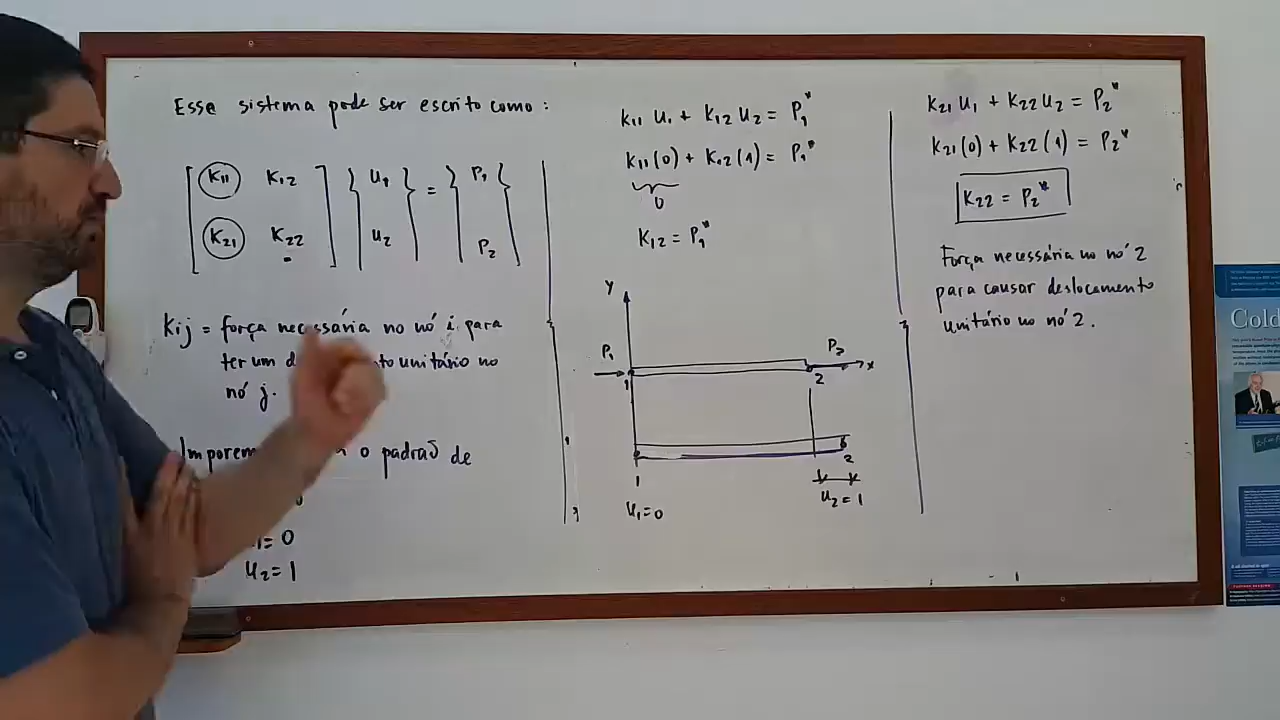 Esse sistema pode ser escrito como:
K11 K12 U1 = P1
K21 K22 U2 P2
Kij = força necessária no nó i para
ter um to unitário no
nó j.
o padrão de
= 0
U2 = 1
K11 U1 + K12 U2 = P1*
K11(0) + K12(1) = P1*
0
K12 = P1*
Y
P1 P2 x
1 2
1 2
U1=0 U2=1
K21 U1 + K22 U2 = P2*
K21(0) + K22(1) = P2*
K22 = P2*
Força necessária no nó 2
para causar deslocamento
unitário no nó 2.
Cold